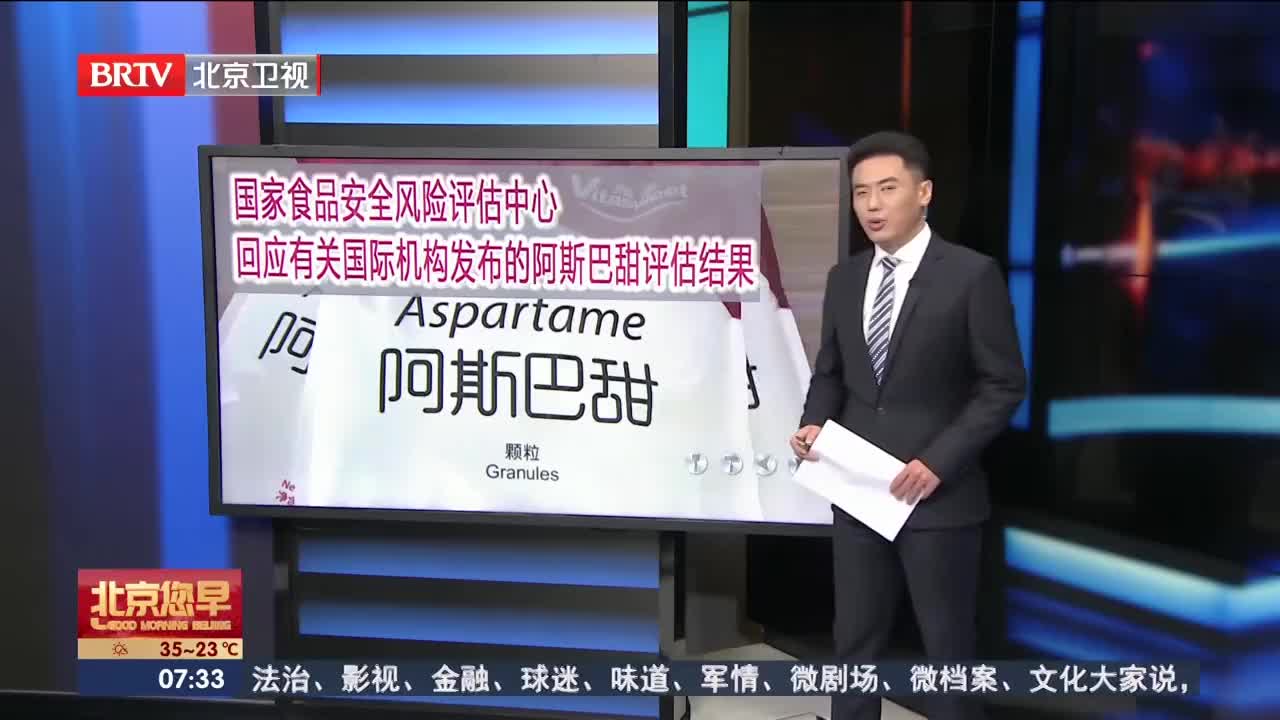 BRTV 北京卫视
国家食品安全风险评估中心
回应有关国际机构发布的阿斯巴甜评估结果
Aspartame
阿斯巴甜
颗粒
Granules
北京您早
GOOD MORNING BEIJING
35~23℃
07:33 法治、影视、金融、球迷、味道、军情、微剧场、微档案、文化大家说,